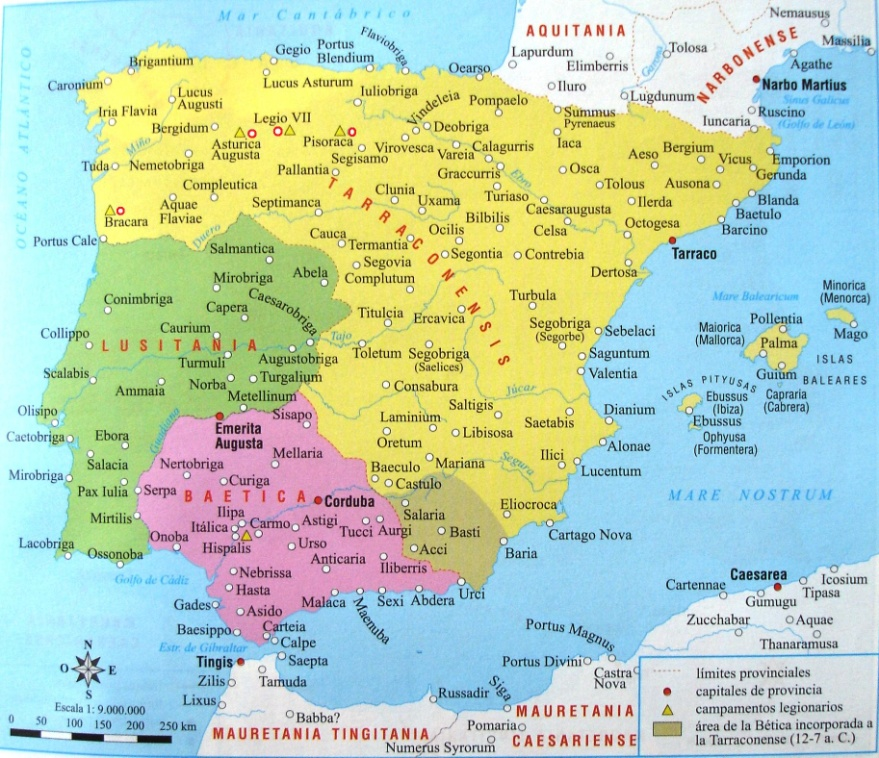 Mar Cantábrico
OCÉANO ATLÁNTICO
AQUITANIA
Nemausus
Massilia
Tolosa
Lapurdum
Elimberris
Garona
NARBONENSE
Agathe
Narbo Martius
Sinus Galicus
(Golfo de León)
Iluro
Lugdunum
Ruscino
Iuncaria
Brigantium
Gegio
Portus
Blendium
Flaviobriga
Oearso
Caronium
Lucus
Augusti
Lucus Asturum
Iuliobriga
Vindeleia
Pompaelo
Summus
Pyrenaeus
Iria Flavia
Bergidum
Legio VII
Asturica
Augusta
Pisoraca
Deobriga
Iaca
Miño
Segisamo
Virovesca
Vareia
Calagurris
Aeso
Bergium
Vicus
Emporion
Gerunda
Tuda
Nemetobriga
Pallantia
Graccurris
Ebro
Osca
Tolous
Ausona
Compleutica
Clunia
Turiaso
Ilerda
Blanda
Bracara
Aquae
Flaviae
Septimanca
Uxama
Caesaraugusta
Baetulo
Barcino
Portus Cale
Duero
Cauca
Termantia
Ocilis
Bilbilis
Celsa
Octogesa
Tarraco
TARRACONENSIS
Salmantica
Segovia
Segontia
Contrebia
Dertosa
Mirobriga
Abela
Complutum
Conimbriga
Capera
Caesarobriga
Titulcia
Ercavica
Turbula
Mare Balearicum
Minorica
(Menorca)
Collippo
Caurium
Tajo
Segobriga
(Segorbe)
Sebelaci
Maiorica
(Mallorca)
Pollentia
Mago
Palma
LUSITANIA
Augustobriga
Toletum
Segobriga
(Saelices)
Saguntum
Turmuli
Valentia
Guium
ISLAS
BALEARES
Scalabis
Ammaia
Norba
Turgalium
Consabura
Júcar
ISLAS PITYUSAS
Ebussus
(Ibiza)
Capraria
(Cabrera)
Olisipo
Metellinum
Sisapo
Laminium
Saltigis
Saetabis
Dianium
Ebussus
Ophyusa
(Formentera)
Caetobriga
Ebora
Guadiana
Emerita
Augusta
Oretum
Libisosa
Alonae
Salacia
Nertobriga
Mellaria
Baeculo
Mariana
Segura
Ilici
Lucentum
Mirobriga
Pax Iulia
Serpa
Curiga
Castulo
MARE NOSTRUM
BAETICA
Corduba
Eliocroca
Mirtilis
Ilipa
Itálica
Carmo
Astigi
Tucci
Aurgi
Salaria
Basti
Cartago Nova
Lacobriga
Ossonoba
Onoba
Hispalis
Urso
Acci
Baria
Anticaria
Iliberris
Golfo de Cádiz
Nebrissa
Hasta
Urci
Gades
Asido
Malaca
Maenuba
Sexi
Abdera
Caesarea
Icosium
Cartennae
Gumugu
Tipasa
Baesippo
Carteia
Calpe
Zucchabar
Aquae
Estr. de Gibraltar
Portus Magnus
Thanaramusa
Tingis
Saepta
Portus Divini
Castra
Nova
Zilis
Tamuda
Lixus
Russadir
Siga
Babba?
MAURETANIA TINGITANA
Pomaria
Numerus Syrorum
MAURETANIA
CAESARIENSE
N
O
E
S
Escala 1: 9.000.000
0 50 100 150 200 250 km
límites provinciales
capitales de provincia
campamentos legionarios
área de la Bética incorporada a
la Tarraconense (12-7 a. C.)